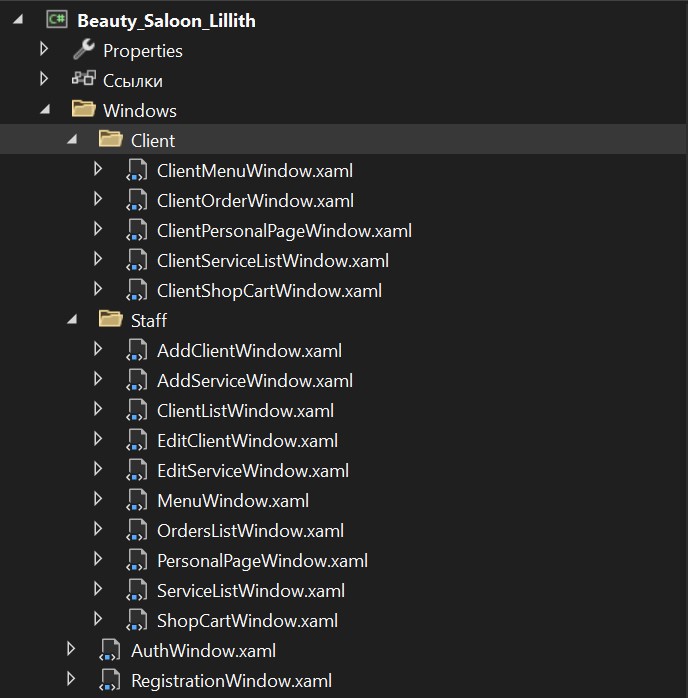 C# Beauty_Saloon_Lillith
Properties
Ссылки
Windows
Client
ClientMenuWindow.xaml
ClientOrderWindow.xaml
ClientPersonalPageWindow.xaml
ClientServiceListWindow.xaml
ClientShopCartWindow.xaml
Staff
AddClientWindow.xaml
AddServiceWindow.xaml
ClientListWindow.xaml
EditClientWindow.xaml
EditServiceWindow.xaml
MenuWindow.xaml
OrdersListWindow.xaml
PersonalPageWindow.xaml
ServiceListWindow.xaml
ShopCartWindow.xaml
AuthWindow.xaml
RegistrationWindow.xaml